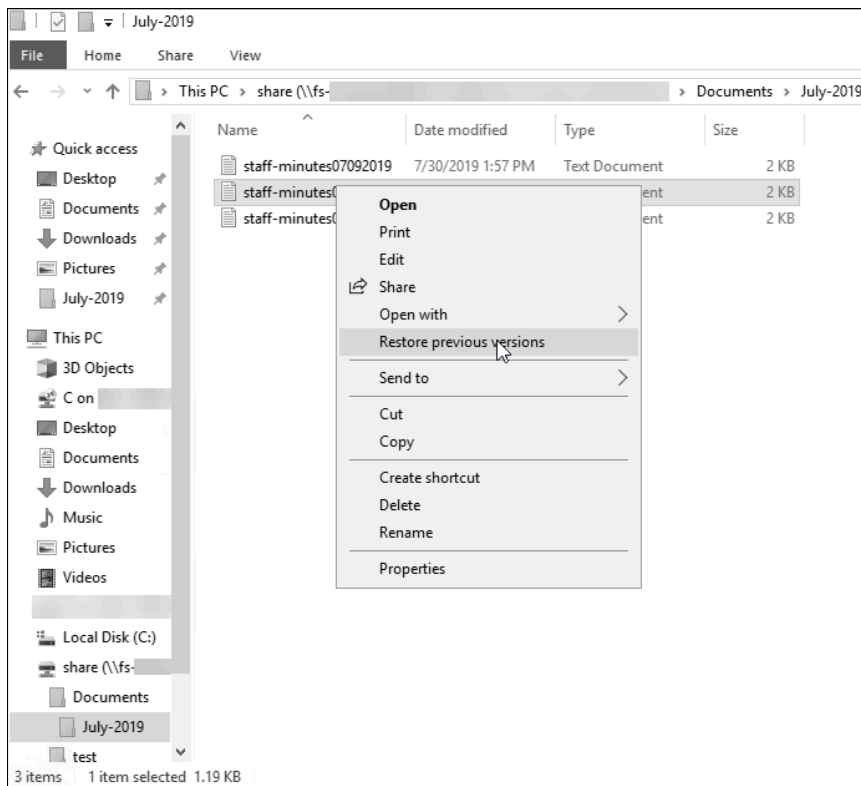 July-2019
File Home Share View
This PC > share (\\fs- > Documents > July-2019
Name Date modified Type Size
Quick access
Desktop
Documents
Downloads
Pictures
July-2019
This PC
3D Objects
C on
Desktop
Documents
Downloads
Music
Pictures
Videos
Local Disk (C:)
share (\\fs-
Documents
July-2019
test
staff-minutes07092019 7/30/2019 1:57 PM Text Document 2 KB
staff-minutes ent 2 KB
staff-minutes ent 2 KB
Open
Print
Edit
Share
Open with
Restore previous versions
Send to
Cut
Copy
Create shortcut
Delete
Rename
Properties
3 items 1 item selected 1.19 KB